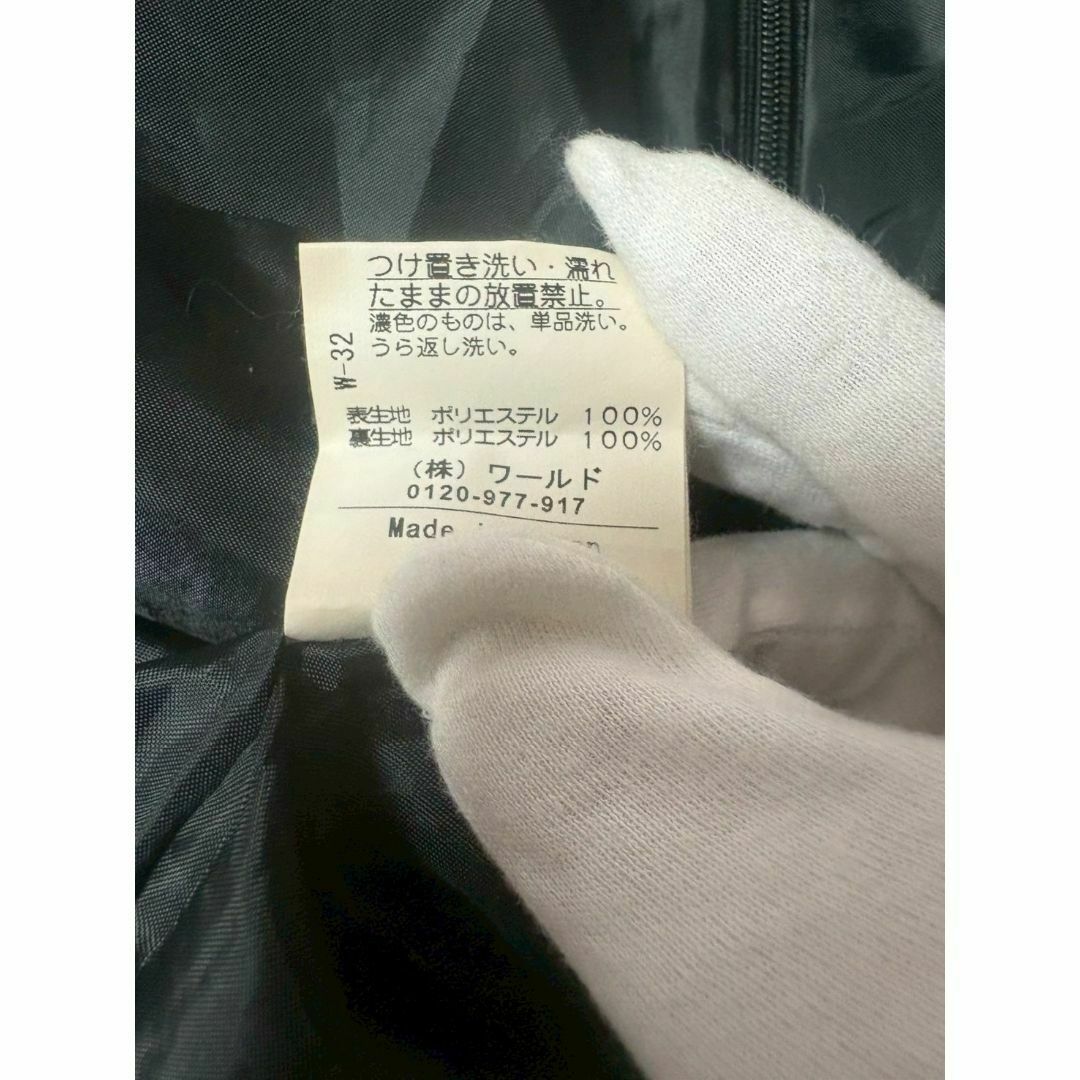 つけ置き洗い・濡れ
たままの放置禁止。
濃色のものは、単品洗い。
うら返し洗い。
W-32
表生地 ポリエステル 100%
裏生地 ポリエステル 100%
(株) ワールド
0120-977-917
Made